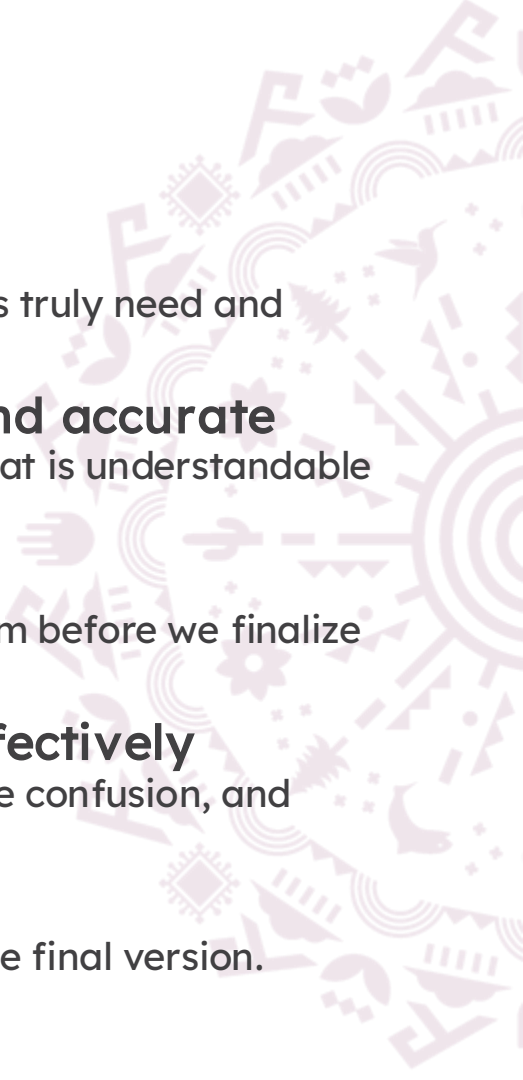 s truly need and
nd accurate
at is understandable
m before we finalize
fectively
e confusion, and
e final version.